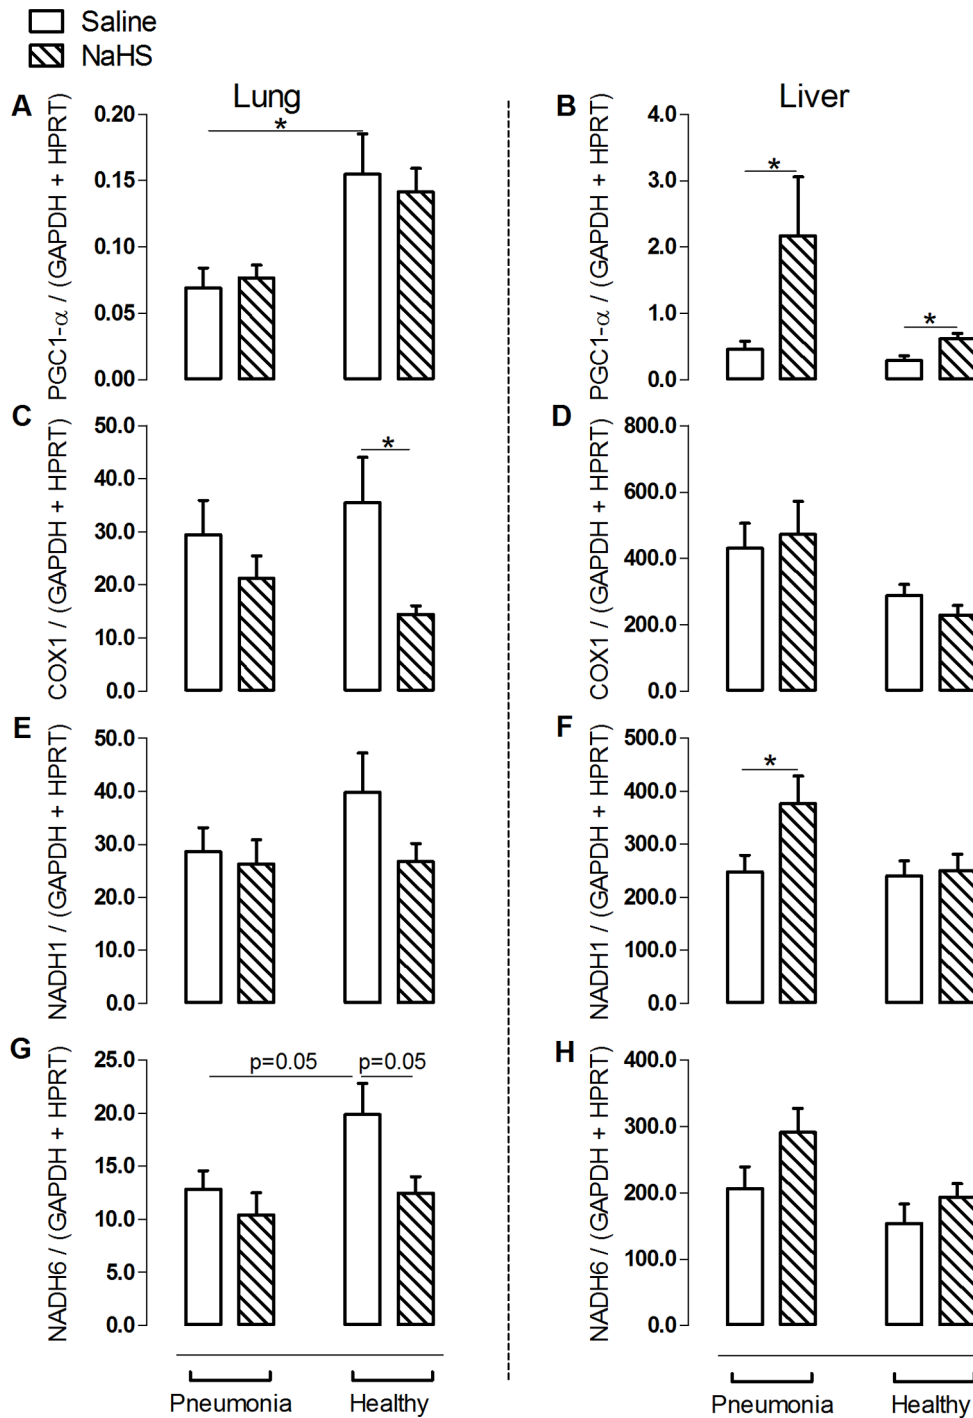 Saline
NaHS
Lung
Liver
A
PGC1-α / (GAPDH + HPRT)
0.20
0.15
0.10
0.05
0.00
*
B
PGC1-α / (GAPDH + HPRT)
4.0
3.0
2.0
1.0
0.0
*
*
C
COX1 / (GAPDH + HPRT)
50.0
40.0
30.0
20.0
10.0
0.0
*
D
COX1 / (GAPDH + HPRT)
800.0
600.0
400.0
200.0
0.0
E
NADH1 / (GAPDH + HPRT)
50.0
40.0
30.0
20.0
10.0
0.0
F
NADH1 / (GAPDH + HPRT)
500.0
400.0
300.0
200.0
100.0
0.0
*
G
NADH6 / (GAPDH + HPRT)
25.0
20.0
15.0
10.0
5.0
0.0
p=0.05
p=0.05
H
NADH6 / (GAPDH + HPRT)
400.0
300.0
200.0
100.0
0.0
Pneumonia
Healthy
Pneumonia
Healthy